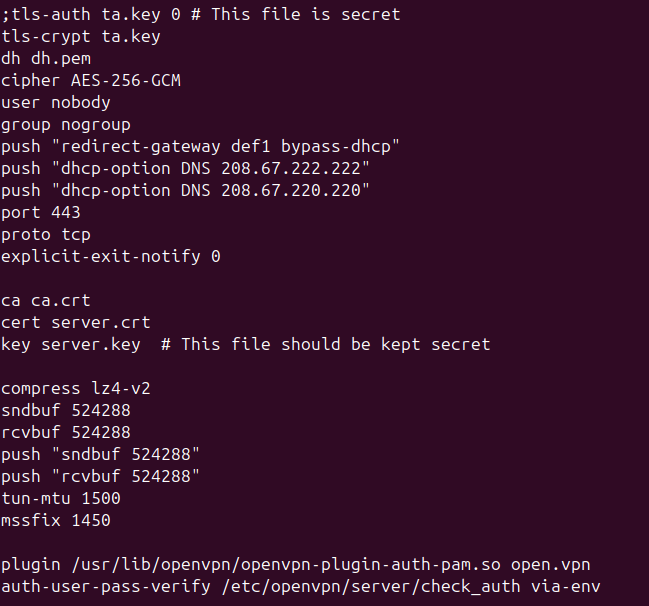 ;tls-auth ta.key 0 # This file is secret
tls-crypt ta.key
dh dh.pem
cipher AES-256-GCM
user nobody
group nogroup
push "redirect-gateway def1 bypass-dhcp"
push "dhcp-option DNS 208.67.222.222"
push "dhcp-option DNS 208.67.220.220"
port 443
proto tcp
explicit-exit-notify 0
ca ca.crt
cert server.crt
key server.key  # This file should be kept secret
compress lz4-v2
sndbuf 524288
rcvbuf 524288
push "sndbuf 524288"
push "rcvbuf 524288"
tun-mtu 1500
mssfix 1450
plugin /usr/lib/openvpn/openvpn-plugin-auth-pam.so open.vpn
auth-user-pass-verify /etc/openvpn/server/check_auth via-env